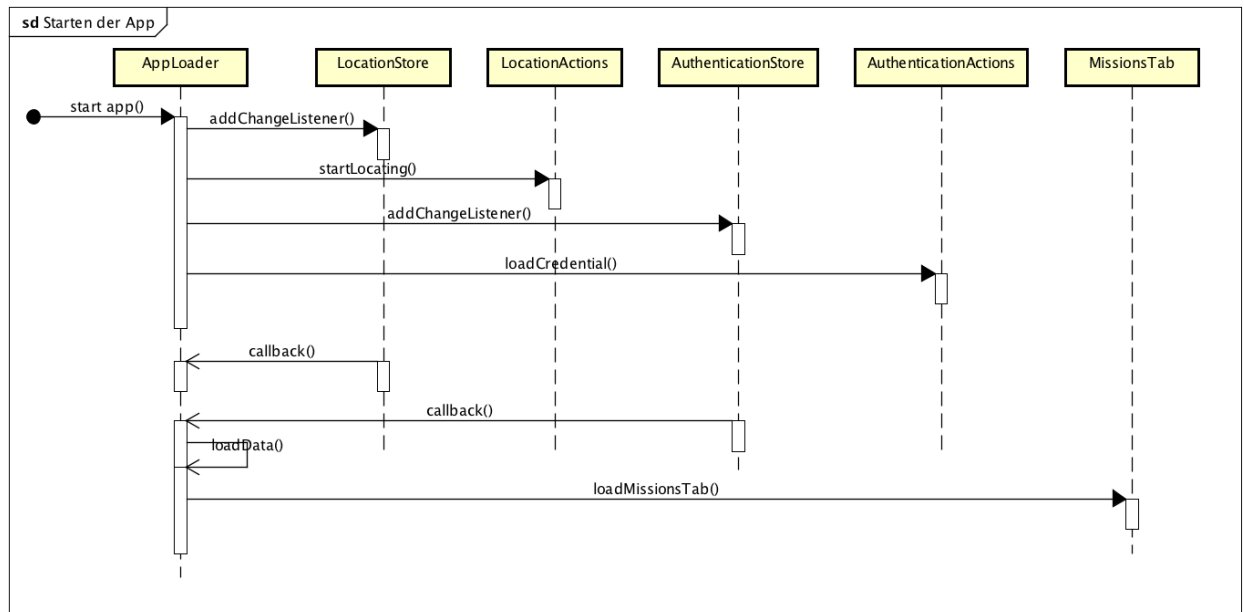 sd Starten der App
AppLoader
LocationStore
LocationActions
AuthenticationStore
AuthenticationActions
MissionsTab
start app()
addChangeListener()
startLocating()
addChangeListener()
loadCredential()
callback()
callback()
loadData()
loadMissionsTab()